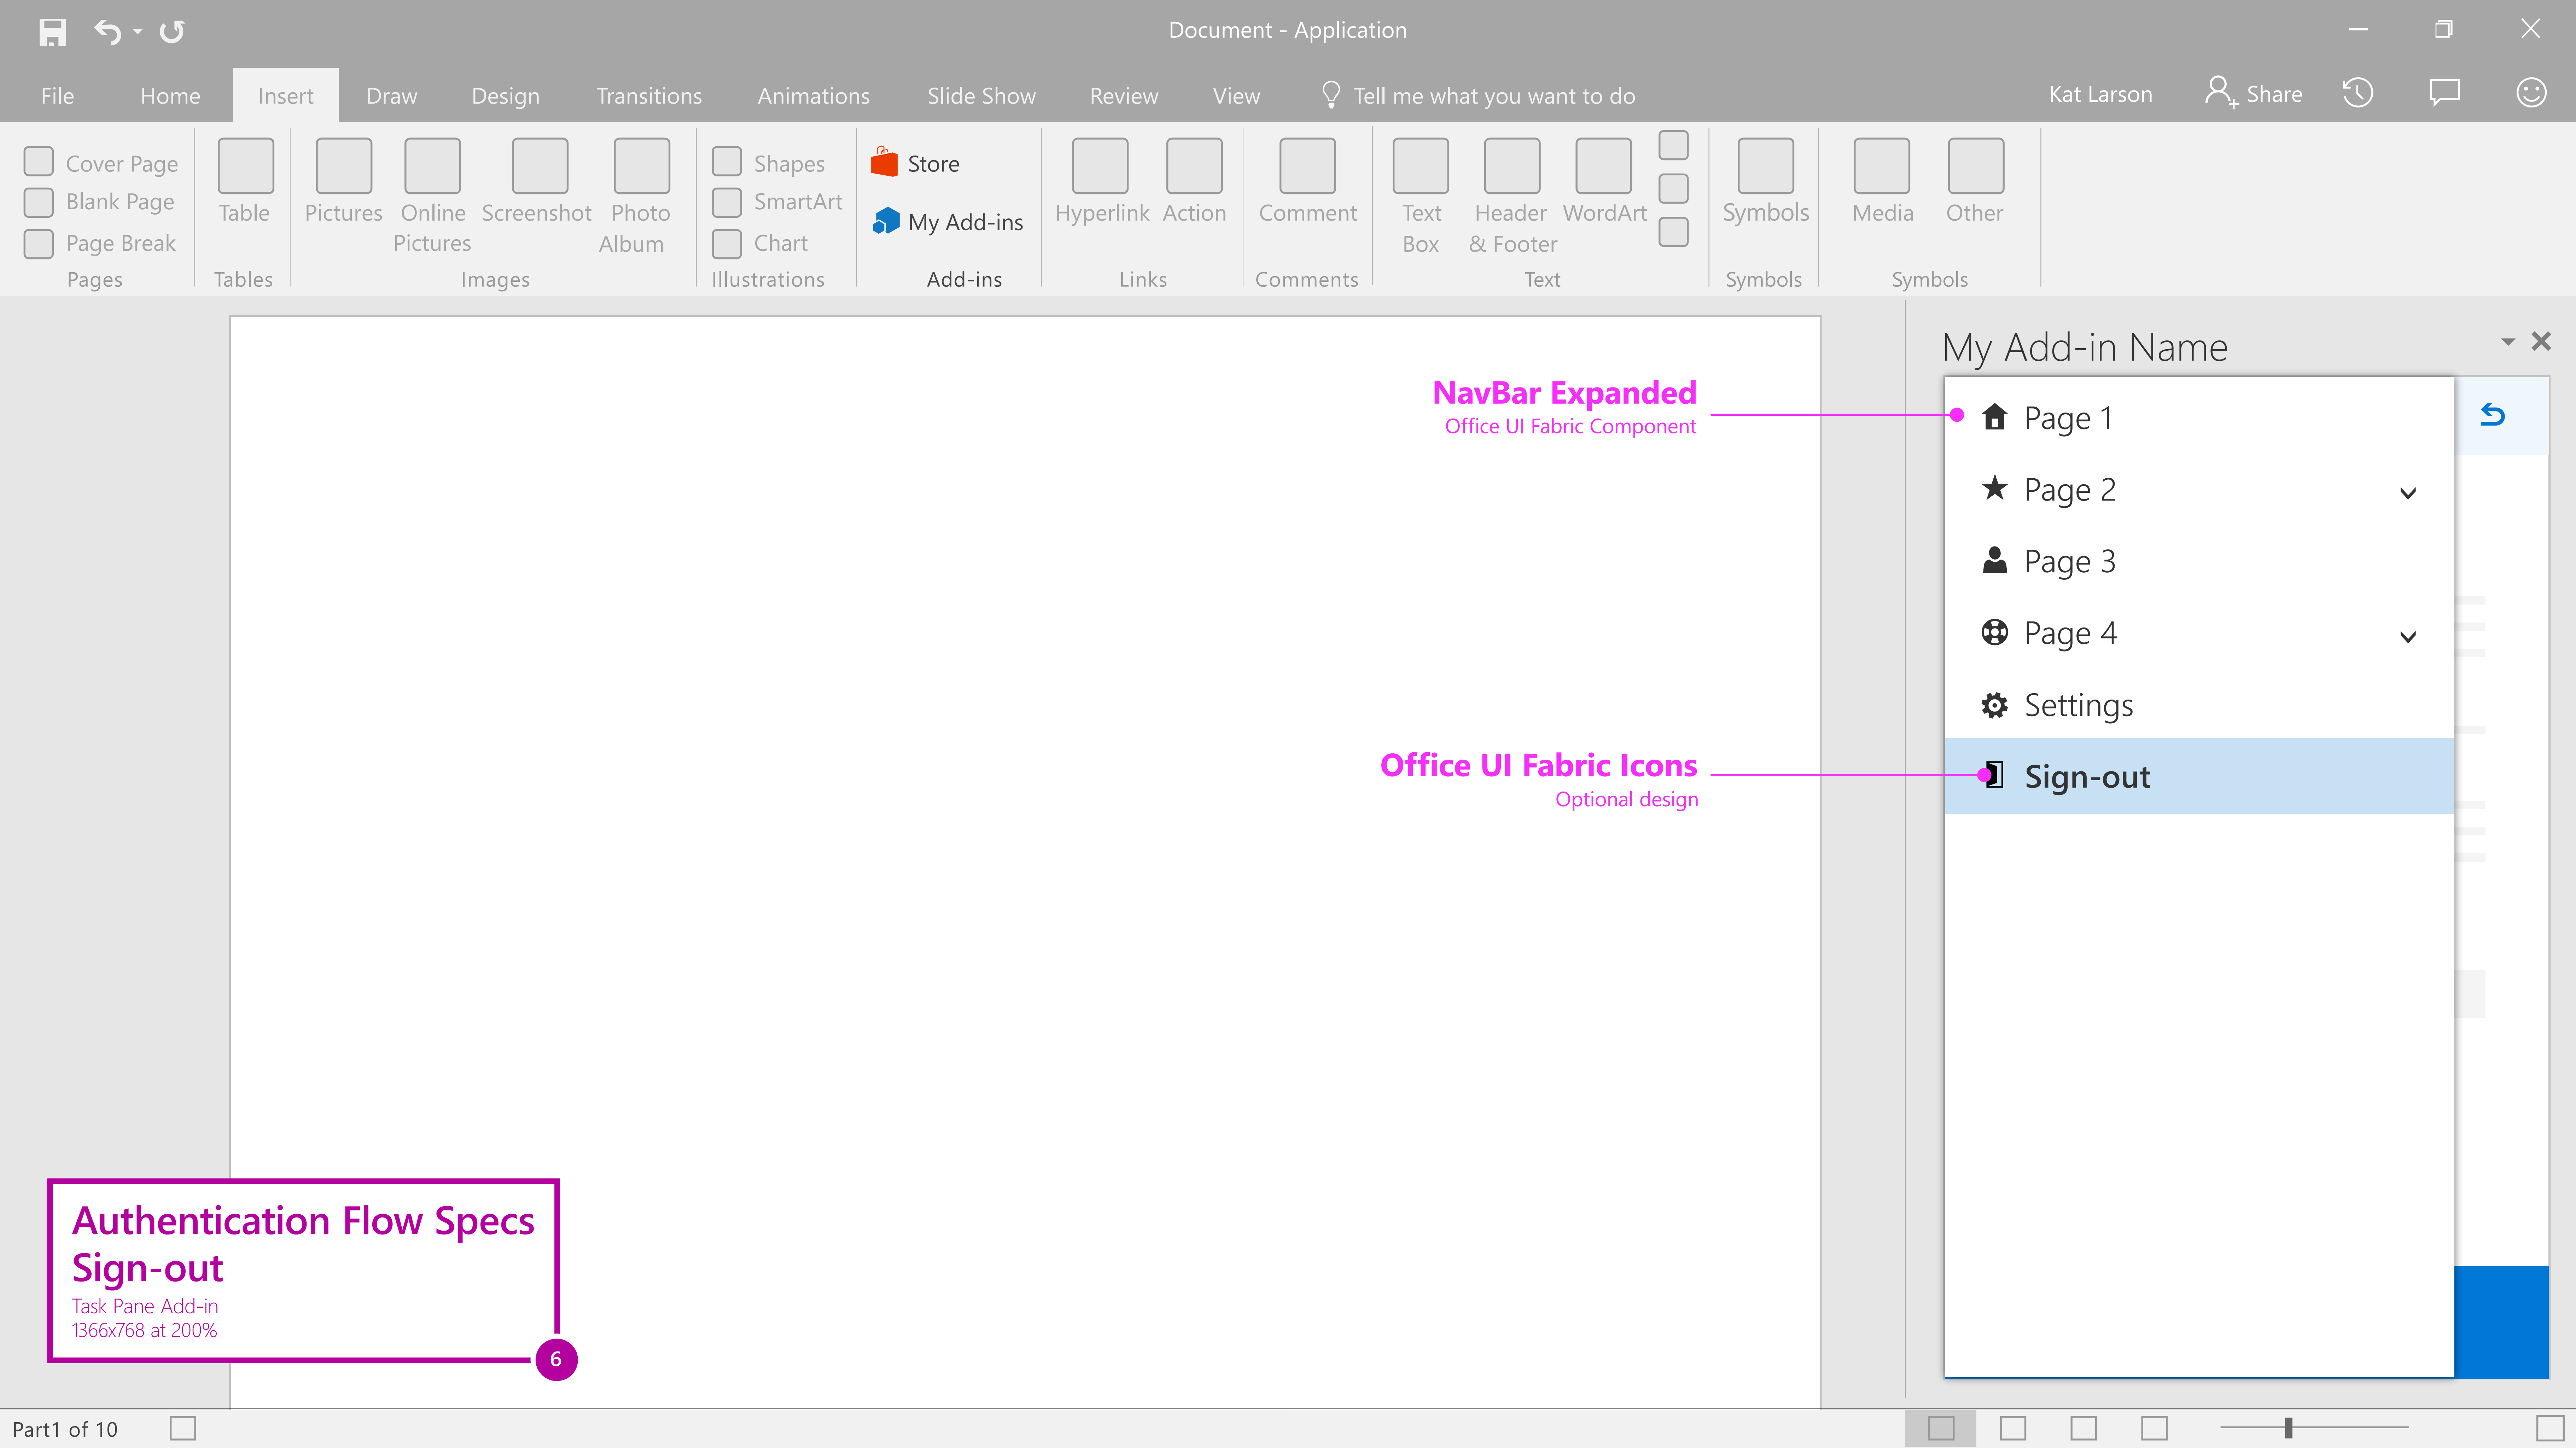 Document - Application
File Home Insert Draw Design Transitions Animations Slide Show Review View Tell me what you want to do Kat Larson Share
Cover Page
Blank Page
Page Break
Pages
Table
Tables
Pictures
Online
Pictures
Screenshot
Photo
Album
Images
Shapes
SmartArt
Chart
Illustrations
Store
My Add-ins
Add-ins
Hyperlink
Action
Links
Comment
Comments
Text
Box
Header
& Footer
WordArt
Text
Symbols
Symbols
Media
Other
Symbols
My Add-in Name
NavBar Expanded
Office UI Fabric Component
Page 1
Page 2
Page 3
Page 4
Settings
Office UI Fabric Icons
Optional design
Sign-out
Authentication Flow Specs
Sign-out
Task Pane Add-in
1366x768 at 200%
6
Part1 of 10